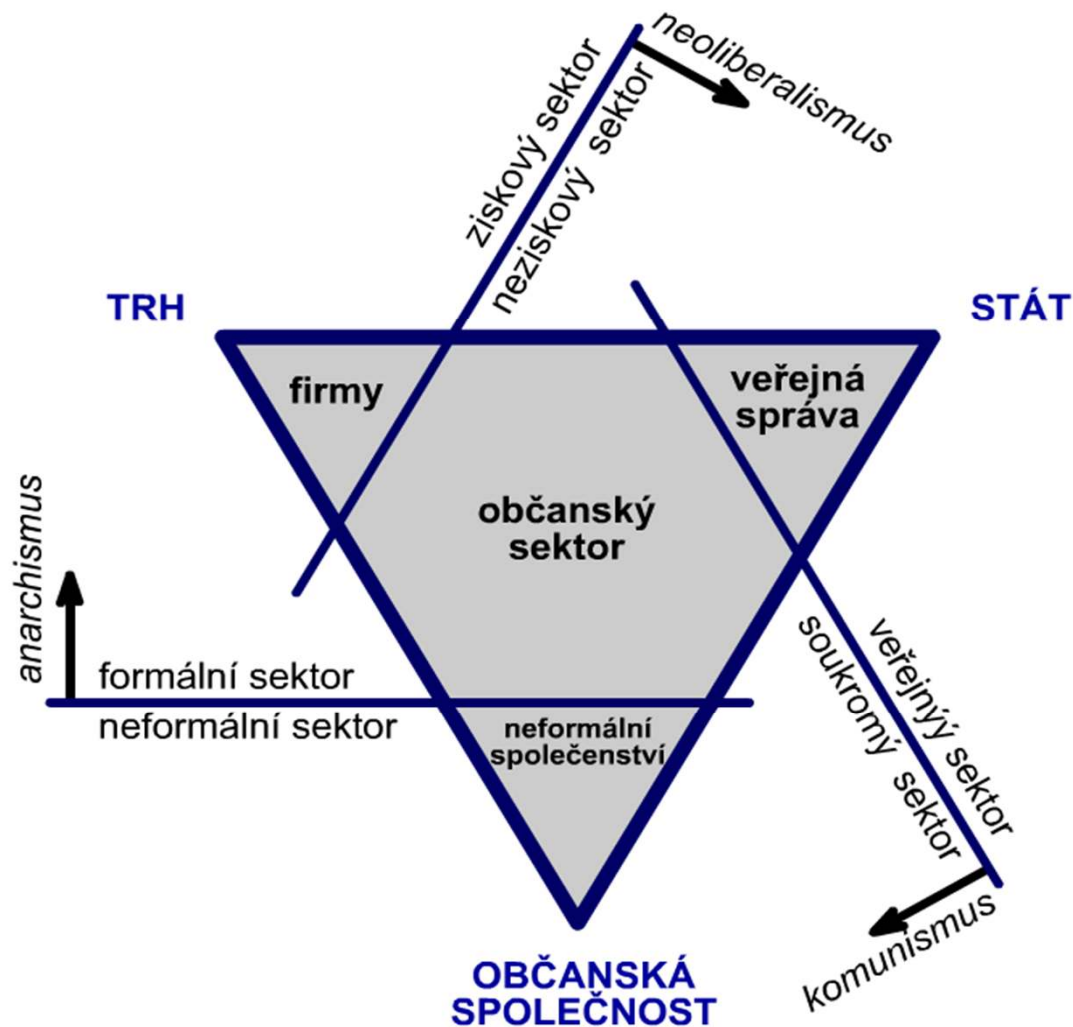 neoliberalismus
ziskový sektor
neziskový sektor
TRH
STÁT
firmy
veřejná
správa
občanský
sektor
anarchismus
formální sektor
neformální sektor
neformální
společenství
veřejnýý sektor
soukromý sektor
komunismus
OBČANSKÁ
SPOLEČNOST